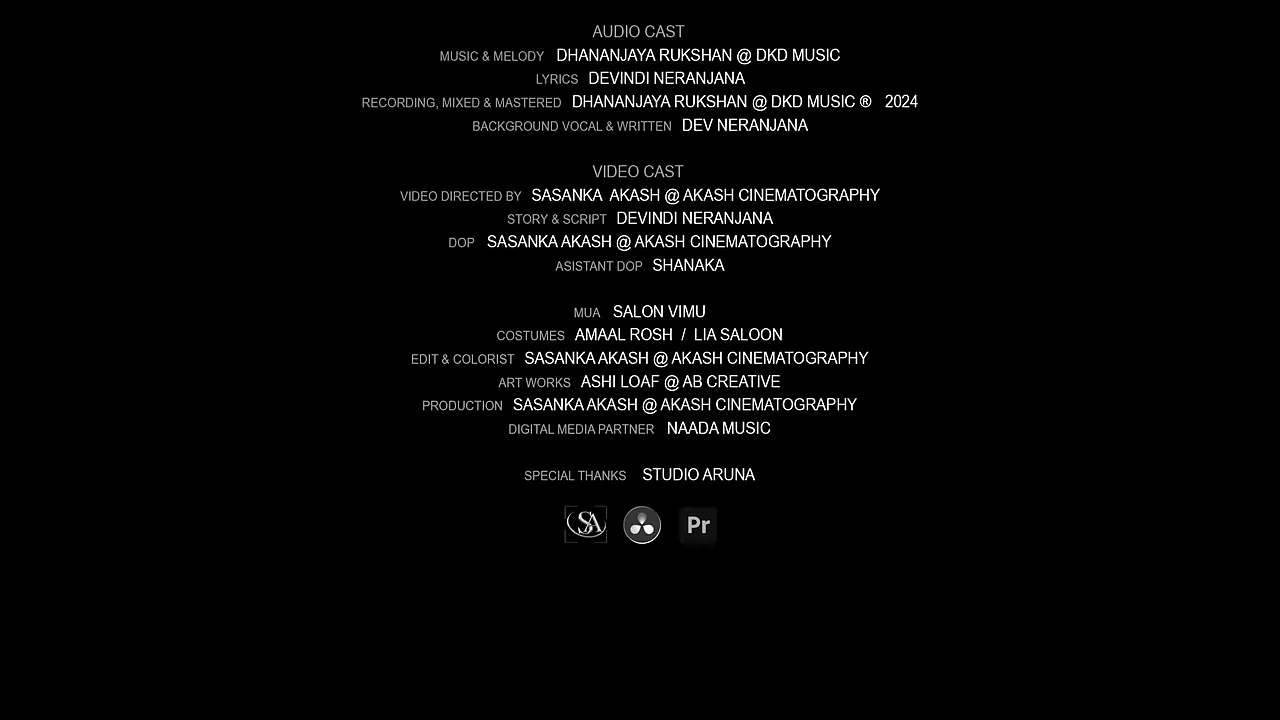 AUDIO CAST
MUSIC & MELODY DHANANJAYA RUKSHAN @ DKD MUSIC
LYRICS DEVINDI NERANJANA
RECORDING, MIXED & MASTERED DHANANJAYA RUKSHAN @ DKD MUSIC ® 2024
BACKGROUND VOCAL & WRITTEN DEV NERANJANA
VIDEO CAST
VIDEO DIRECTED BY SASANKA AKASH @ AKASH CINEMATOGRAPHY
STORY & SCRIPT DEVINDI NERANJANA
DOP SASANKA AKASH @ AKASH CINEMATOGRAPHY
ASISTANT DOP SHANAKA
MUA SALON VIMU
COSTUMES AMAAL ROSH / LIA SALOON
EDIT & COLORIST SASANKA AKASH @ AKASH CINEMATOGRAPHY
ART WORKS ASHI LOAF @ AB CREATIVE
PRODUCTION SASANKA AKASH @ AKASH CINEMATOGRAPHY
DIGITAL MEDIA PARTNER NAADA MUSIC
SPECIAL THANKS STUDIO ARUNA
SA Pr